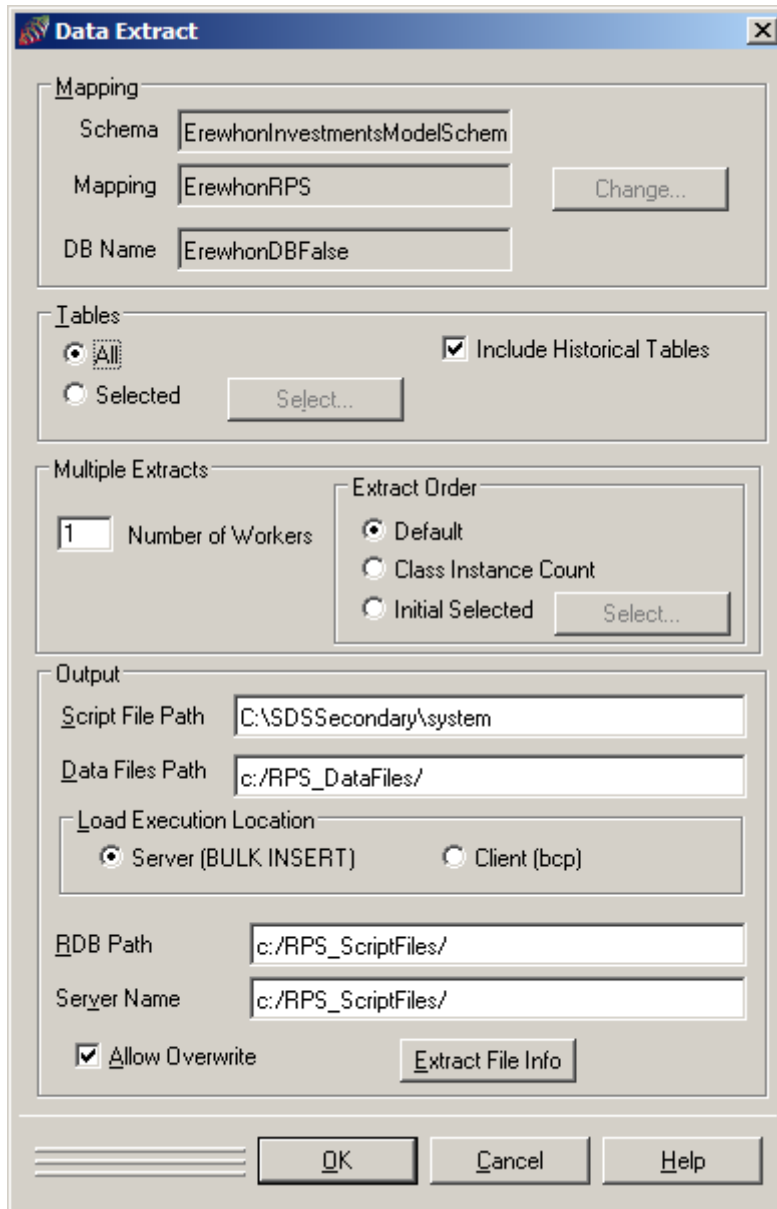 Data Extract
Mapping
Schema ErewhonInvestmentsModelSchem
Mapping ErewhonRPS Change...
DB Name ErewhonDBFalse
Tables
All Include Historical Tables
Selected Select...
Multiple Extracts
Extract Order
1 Number of Workers
Default
Class Instance Count
Initial Selected Select...
Output
Script File Path C:\SDSSecondary\system
Data Files Path c:/RPS_DataFiles/
Load Execution Location
Server (BULK INSERT) Client (bcp)
RDB Path c:/RPS_ScriptFiles/
Server Name c:/RPS_ScriptFiles/
Allow Overwrite Extract File Info
OK Cancel Help